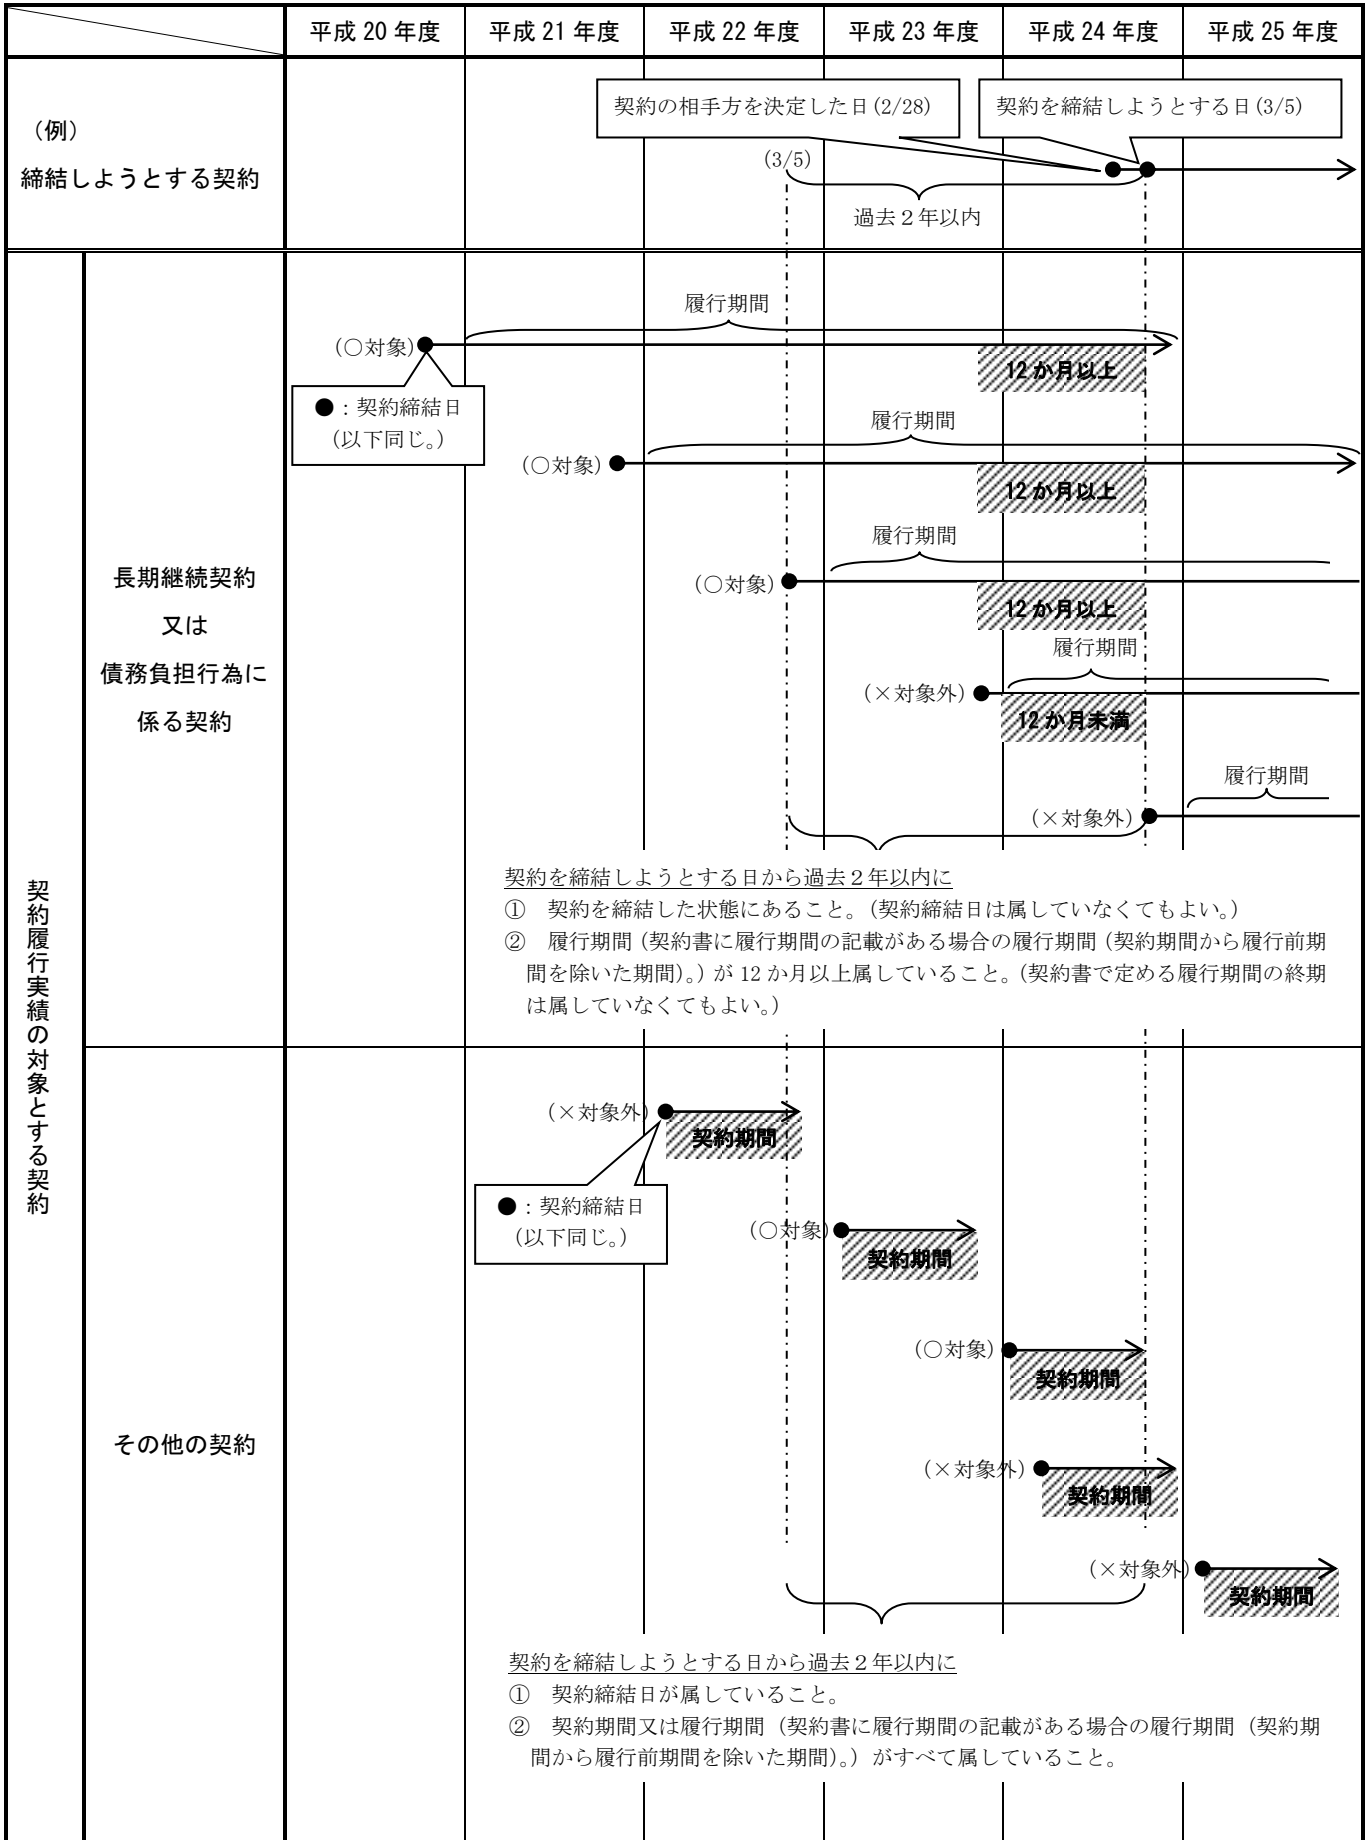 平成 20 年度
平成 21 年度
平成 22 年度
平成 23 年度
平成 24 年度
平成 25 年度
（例）
締結しようとする契約
契約の相手方を決定した日(2/28)
契約を締結しようとする日(3/5)
(3/5)
過去２年以内
契約履行実績の対象とする契約
長期継続契約
又は
債務負担行為に
係る契約
履行期間
（○対象）
12 か月以上
●：契約締結日
（以下同じ。）
履行期間
（○対象）
12 か月以上
履行期間
（○対象）
12 か月以上
履行期間
（×対象外）
12 か月未満
履行期間
（×対象外）
契約を締結しようとする日から過去２年以内に
① 契約を締結した状態にあること。（契約締結日は属していなくてもよい。）
② 履行期間（契約書に履行期間の記載がある場合の履行期間（契約期間から履行前期
間を除いた期間）。）が 12 か月以上属していること。（契約書で定める履行期間の終期
は属していなくてもよい。）
その他の契約
（×対象外）
契約期間
●：契約締結日
（以下同じ。）
（○対象）
契約期間
（○対象）
契約期間
（×対象外）
契約期間
（×対象外）
契約期間
契約を締結しようとする日から過去２年以内に
① 契約締結日が属していること。
② 契約期間又は履行期間（契約書に履行期間の記載がある場合の履行期間（契約期
間から履行前期間を除いた期間）。）がすべて属していること。